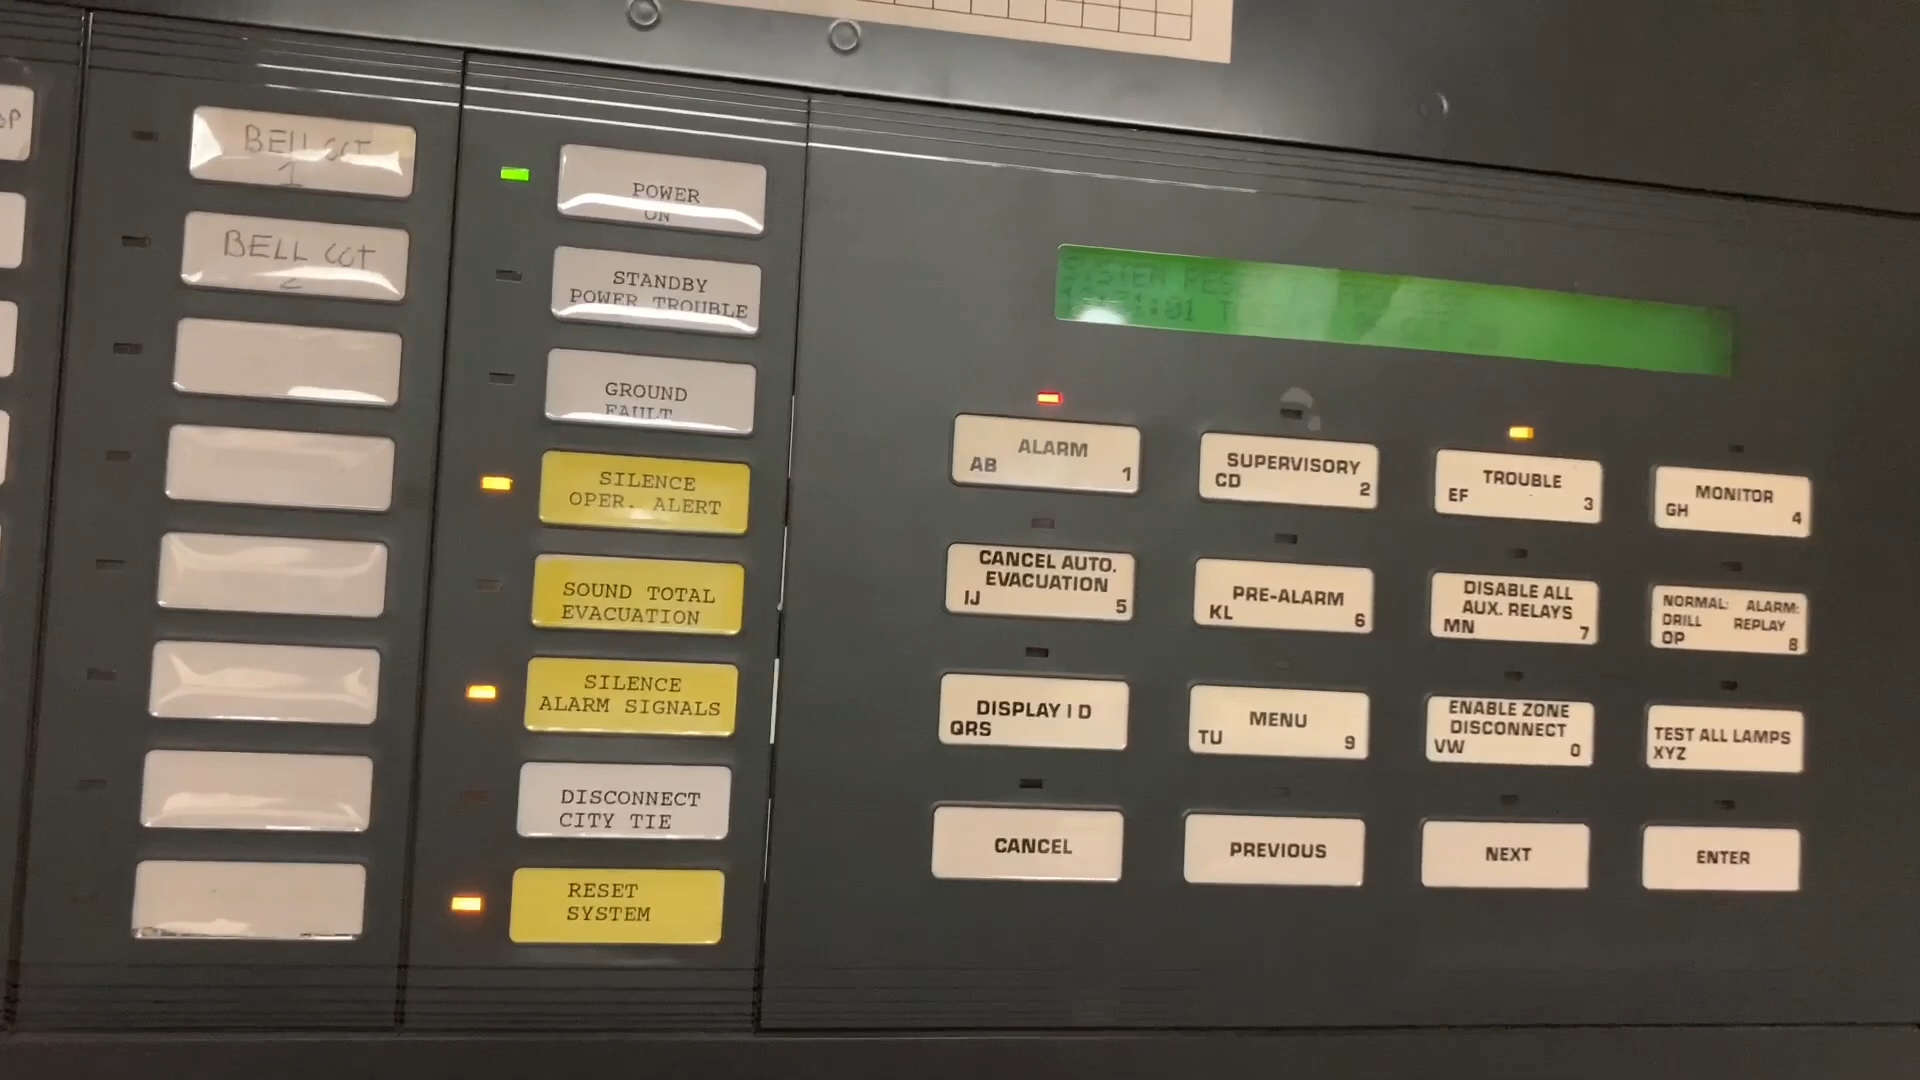 BELL CCT
1
BELL CCT
2
POWER
ON
STANDBY
POWER TROUBLE
GROUND
FAULT
SILENCE
OPER. ALERT
SOUND TOTAL
EVACUATION
SILENCE
ALARM SIGNALS
DISCONNECT
CITY TIE
RESET
SYSTEM
SYSTEM
ALARM
AB 1
SUPERVISORY
CD 2
TROUBLE
EF 3
MONITOR
GH 4
CANCEL AUTO.
EVACUATION
IJ 5
PRE-ALARM
KL 6
DISABLE ALL
AUX. RELAYS
MN 7
NORMAL: ALARM:
DRILL REPLAY
OP 8
DISPLAY I D
QRS
MENU
TU 9
ENABLE ZONE
DISCONNECT
VW 0
TEST ALL LAMPS
XYZ
CANCEL
PREVIOUS
NEXT
ENTER